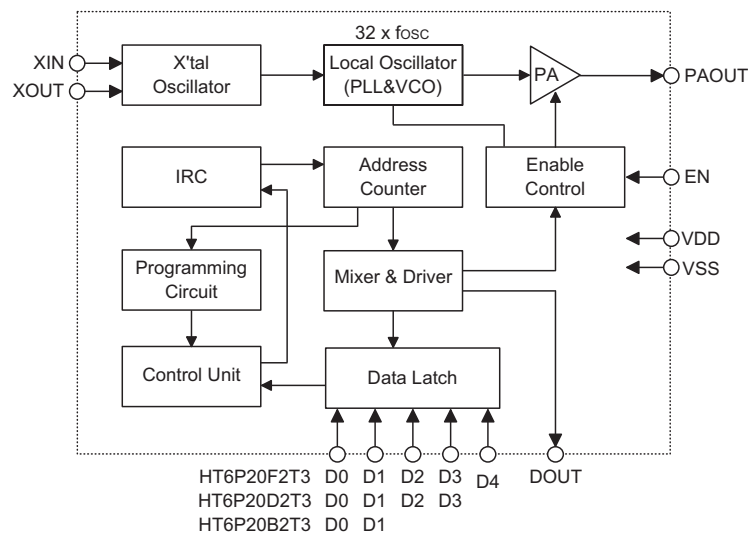 32 x fOSC
XIN
XOUT
X'tal
Oscillator
Local Oscillator
(PLL&VCO)
PA
PAOUT
IRC
Address
Counter
Enable
Control
EN
VDD
VSS
Programming
Circuit
Mixer & Driver
Control Unit
Data Latch
HT6P20F2T3 D0 D1 D2 D3 D4 DOUT
HT6P20D2T3 D0 D1 D2 D3
HT6P20B2T3 D0 D1